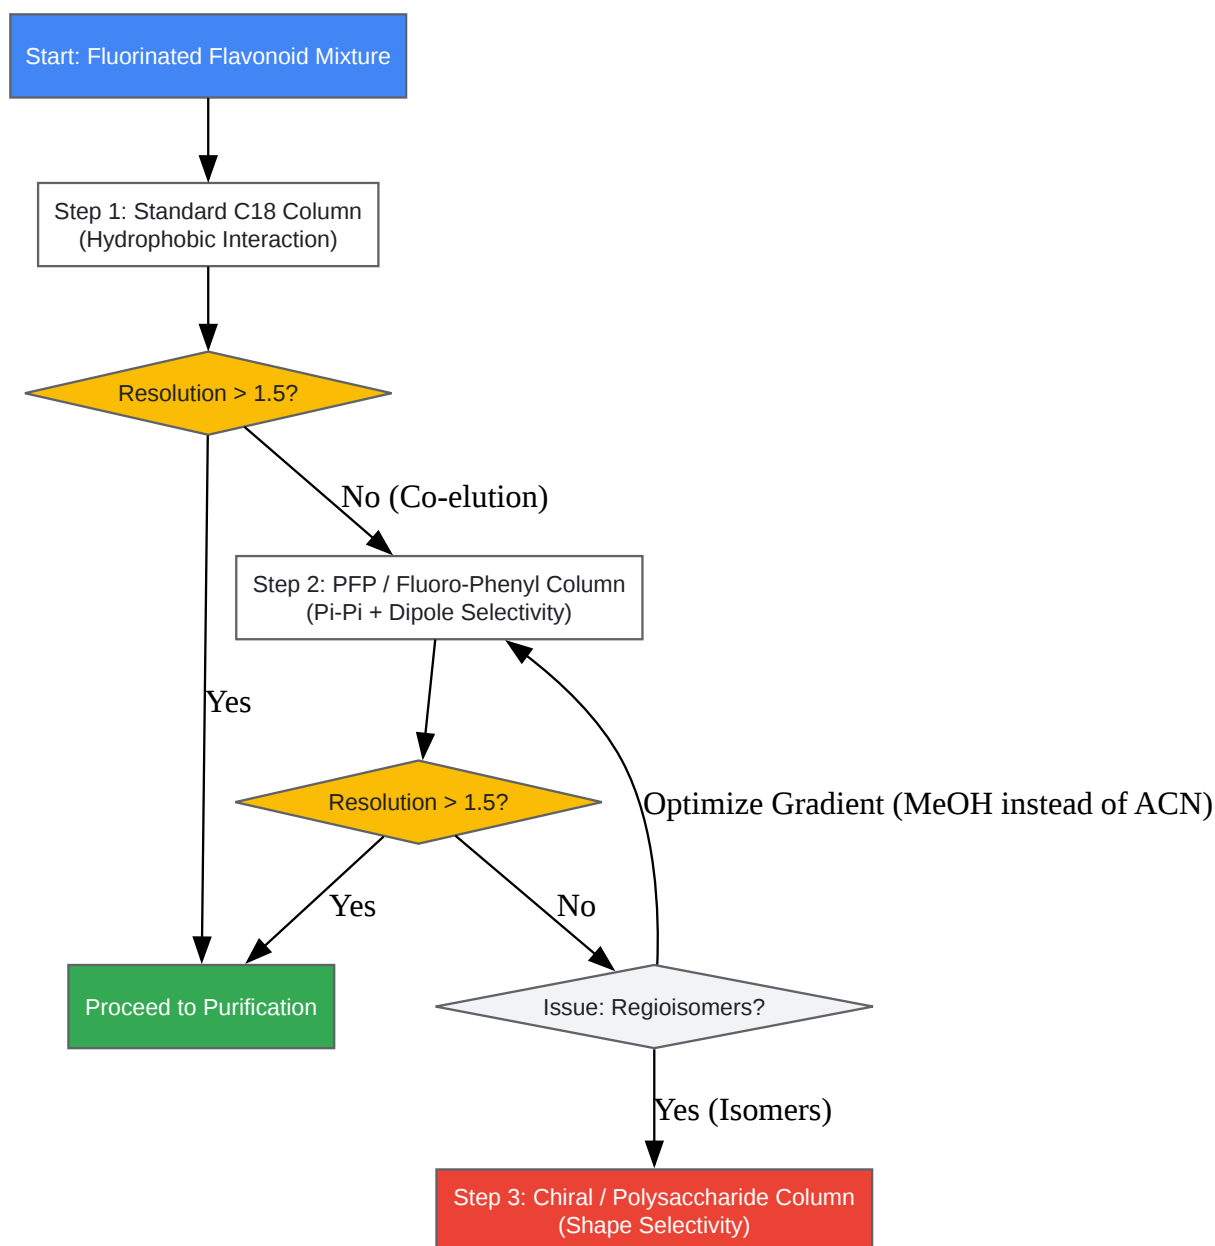 Start: Fluorinated Flavonoid Mixture
Step 1: Standard C18 Column
(Hydrophobic Interaction)
Resolution > 1.5?
No (Co-elution)
Step 2: PFP / Fluoro-Phenyl Column
(Pi-Pi + Dipole Selectivity)
Yes
Resolution > 1.5?
Optimize Gradient (MeOH instead of ACN)
Yes
No
Proceed to Purification
Issue: Regioisomers?
Yes (Isomers)
Step 3: Chiral / Polysaccharide Column
(Shape Selectivity)